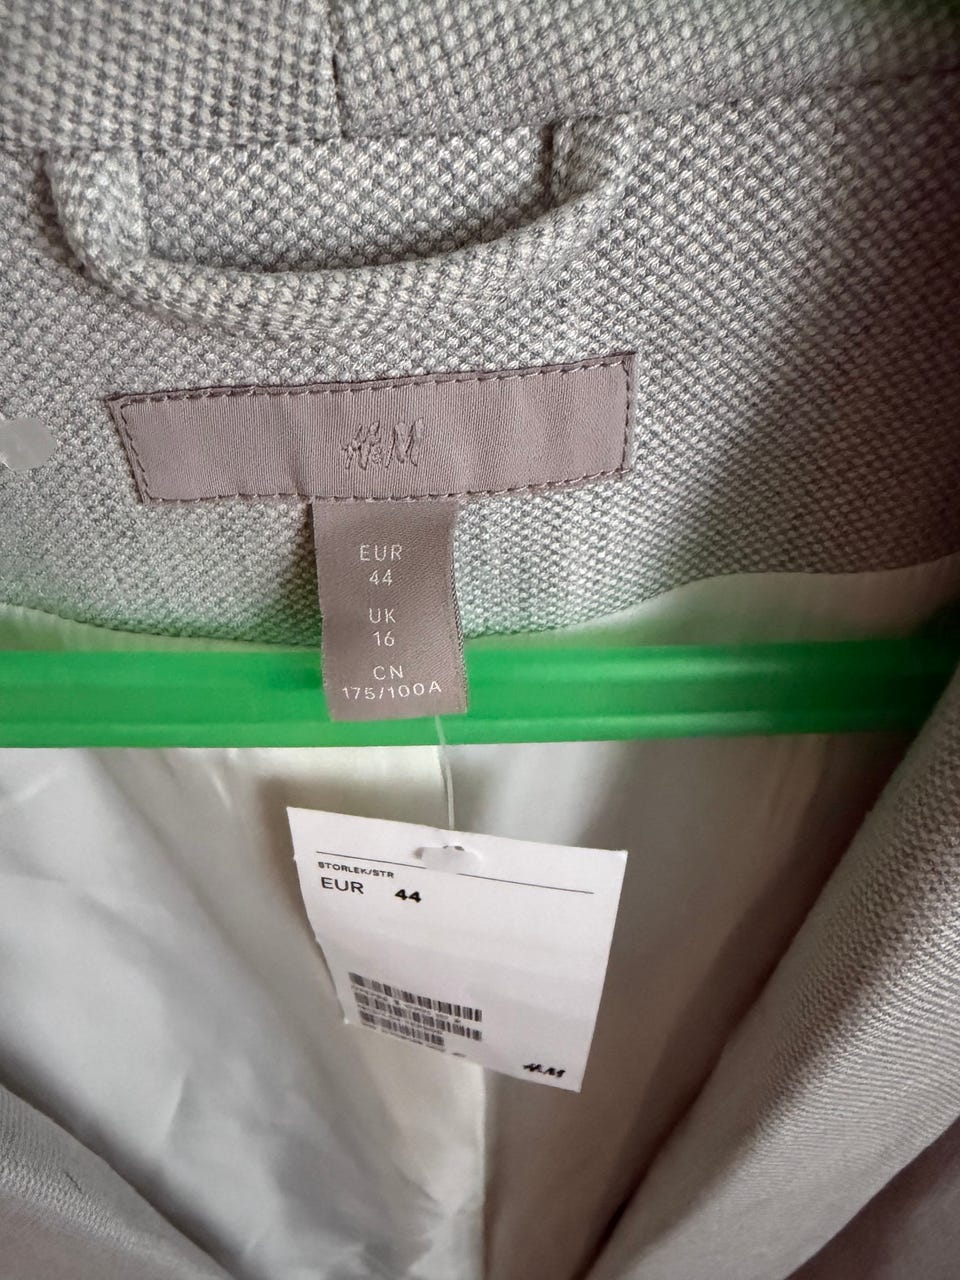 H&M
EUR
44
UK
16
CN
175/100A
STORLEK/STR
EUR 44
H&M